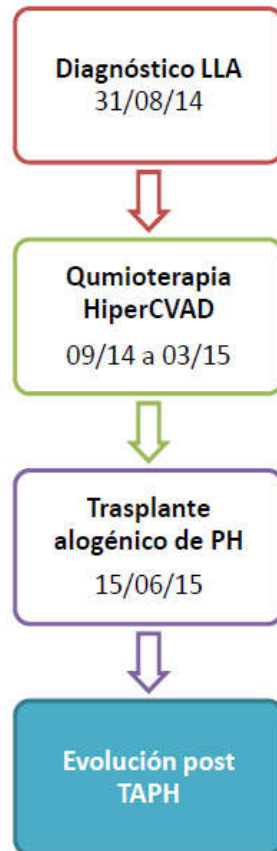 Diagnóstico LLA
31/08/14
Qumioterapia
HiperCVAD
09/14 a 03/15
Trasplante
alogénico de PH
15/06/15
Evolución post
TAPH